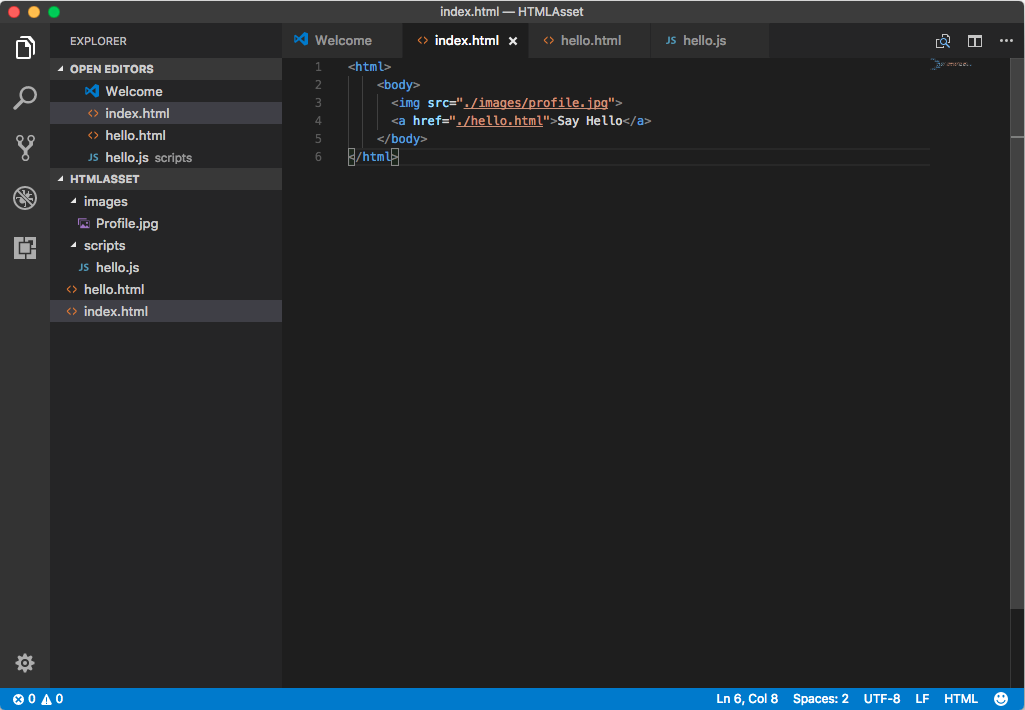 index.html — HTMLAsset
EXPLORER
OPEN EDITORS
Welcome
index.html
hello.html
JS hello.js scripts
HTMLASSET
images
Profile.jpg
scripts
JS hello.js
hello.html
index.html
Welcome
index.html
hello.html
JS hello.js
1 <html>
2 <body>
3 <img src="./images/profile.jpg">
4 <a href="./hello.html">Say Hello</a>
5 </body>
6 </html>
0 0
Ln 6, Col 8 Spaces: 2 UTF-8 LF HTML